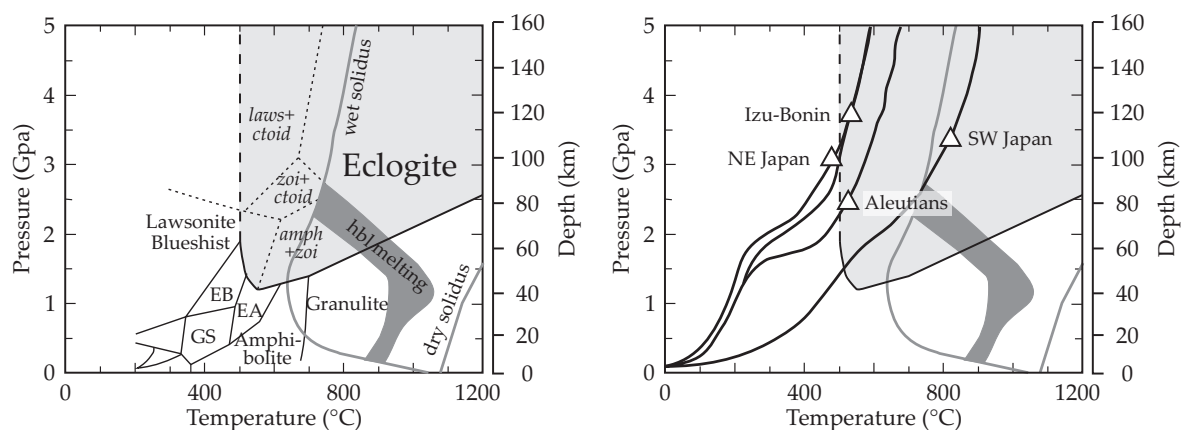 5
4
3
2
1
0
Pressure (Gpa)
0
400
800
1200
Temperature (°C)
160
140
120
100
80
60
40
20
0
Depth (km)
laws+
ctoid
wet solidus
Eclogite
zoi+
ctoid
Lawsonite
Blueshist
amph
+zoi
hbl melting
EB
EA
GS
Amphi-
bolite
Granulite
dry solidus
5
4
3
2
1
0
Pressure (Gpa)
0
400
800
1200
Temperature (°C)
160
140
120
100
80
60
40
20
0
Depth (km)
Izu-Bonin
NE Japan
SW Japan
Aleutians